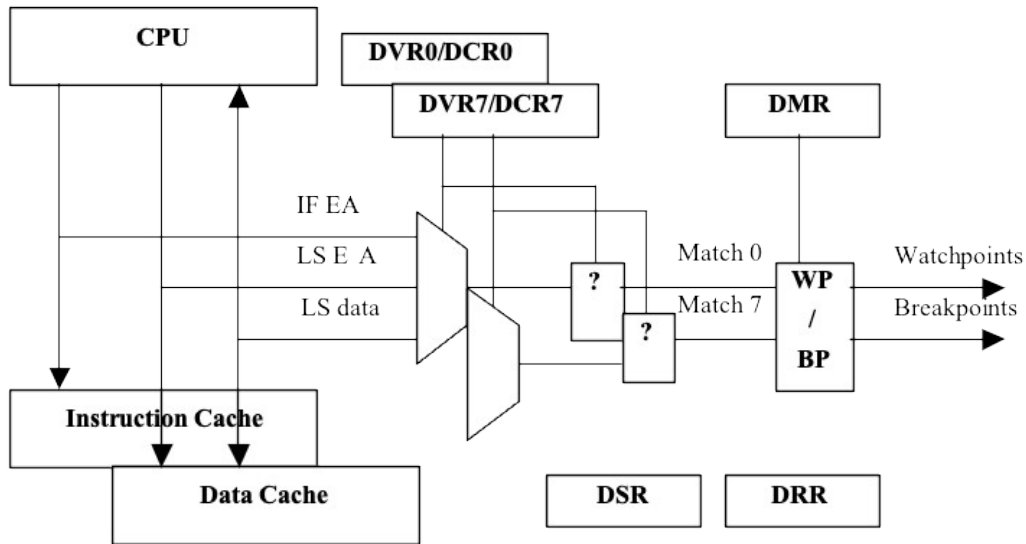 CPU
DVR0/DCR0
DVR7/DCR7
DMR
IF EA
LS E A
LS data
?
?
Match 0
Match 7
WP
/
BP
Watchpoints
Breakpoints
Instruction Cache
Data Cache
DSR
DRR